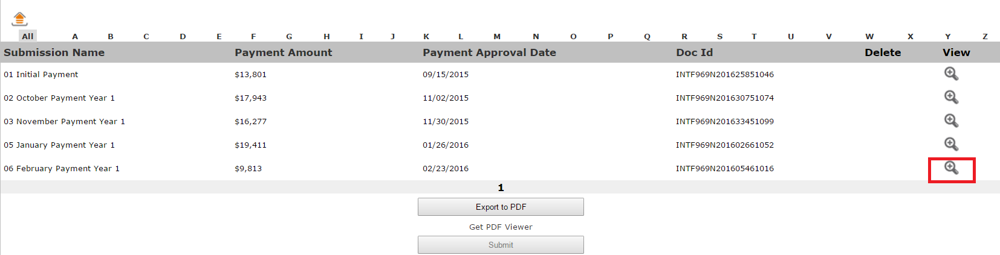 All A B C D E F G H I J K L M N O P Q R S T U V W X Y Z
Submission Name Payment Amount Payment Approval Date Doc Id Delete View
01 Initial Payment $13,801 09/15/2015 INTF969N201625851046
02 October Payment Year 1 $17,943 11/02/2015 INTF969N201630751074
03 November Payment Year 1 $16,277 11/30/2015 INTF969N201633451099
05 January Payment Year 1 $19,411 01/26/2016 INTF969N201602661052
06 February Payment Year 1 $9,813 02/23/2016 INTF969N201605461016
1
Export to PDF
Get PDF Viewer
Submit